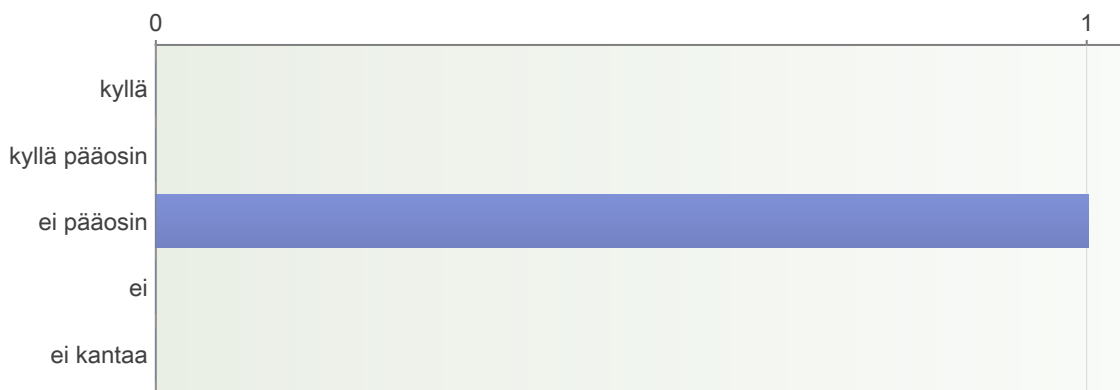 0 1
kyllä
kyllä pääosin
ei pääosin
ei
ei kantaa